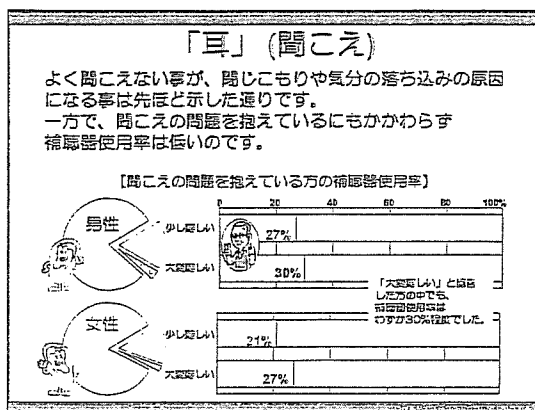 「耳」(聞こえ)
よく聞こえない事が、閉じこもりや気分の落ち込みの原因
になる事は先ほど示した通りです。
一方で、聞こえの問題を抱えているにもかかわらず
補聴器使用率は低いのです。
【聞こえの問題を抱えている方の補聴器使用率】
0 20 40 60 80 100%
男性
少し難しい
27%
大変難しい
30%
「大変難しい」と回答
した方の中でも、
補聴器使用率は
わずか30%程度でした。
女性
少し難しい
21%
大変難しい
27%